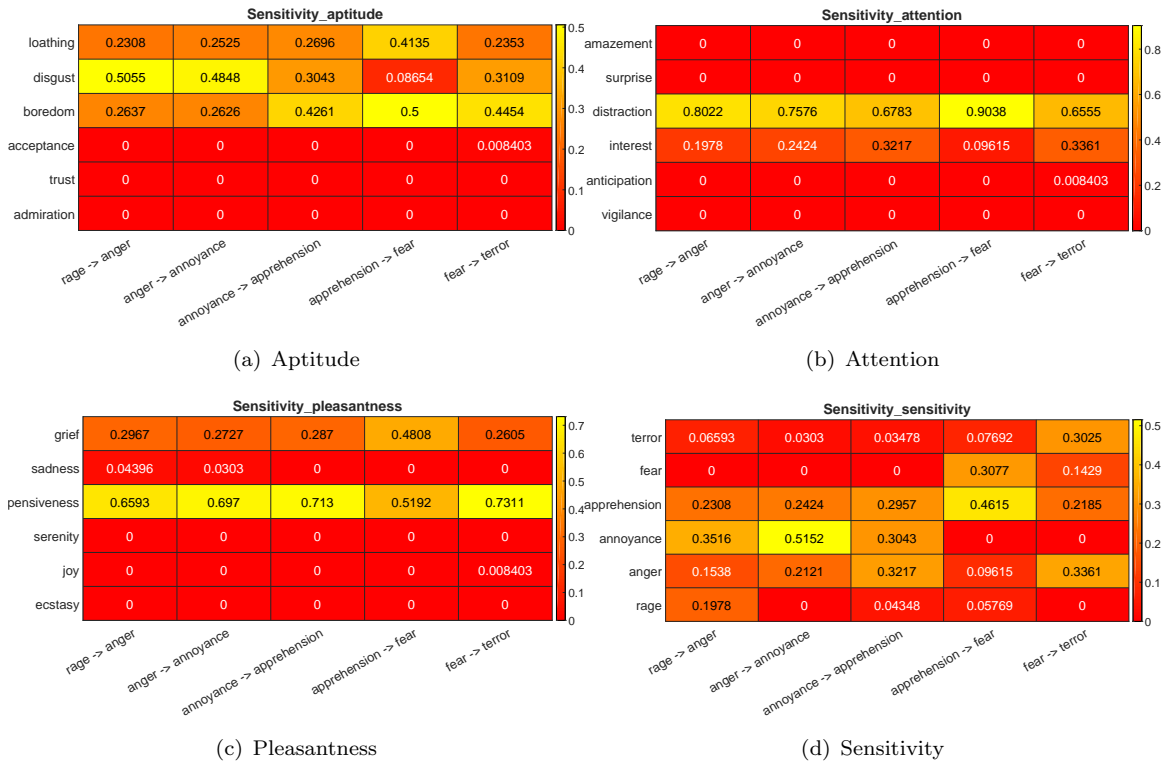 Sensitivity_aptitude
loathing 0.2308 0.2525 0.2696 0.4135 0.2353
disgust 0.5055 0.4848 0.3043 0.08654 0.3109
boredom 0.2637 0.2626 0.4261 0.5 0.4454
acceptance 0 0 0 0 0.008403
trust 0 0 0 0 0
admiration 0 0 0 0 0
0.5
0.4
0.3
0.2
0.1
0
rage -> anger
anger -> annoyance
annoyance -> apprehension
apprehension -> fear
fear -> terror
(a) Aptitude
Sensitivity_attention
amazement 0 0 0 0 0
surprise 0 0 0 0 0
distraction 0.8022 0.7576 0.6783 0.9038 0.6555
interest 0.1978 0.2424 0.3217 0.09615 0.3361
anticipation 0 0 0 0 0.008403
vigilance 0 0 0 0 0
0.8
0.6
0.4
0.2
0
rage -> anger
anger -> annoyance
annoyance -> apprehension
apprehension -> fear
fear -> terror
(b) Attention
Sensitivity_pleasantness
grief 0.2967 0.2727 0.287 0.4808 0.2605
sadness 0.04396 0.0303 0 0 0
pensiveness 0.6593 0.697 0.713 0.5192 0.7311
serenity 0 0 0 0 0
joy 0 0 0 0 0.008403
ecstasy 0 0 0 0 0
0.7
0.6
0.5
0.4
0.3
0.2
0.1
0
rage -> anger
anger -> annoyance
annoyance -> apprehension
apprehension -> fear
fear -> terror
(c) Pleasantness
Sensitivity_sensitivity
terror 0.06593 0.0303 0.03478 0.07692 0.3025
fear 0 0 0 0.3077 0.1429
apprehension 0.2308 0.2424 0.2957 0.4615 0.2185
annoyance 0.3516 0.5152 0.3043 0 0
anger 0.1538 0.2121 0.3217 0.09615 0.3361
rage 0.1978 0 0.04348 0.05769 0
0.5
0.4
0.3
0.2
0.1
0
rage -> anger
anger -> annoyance
annoyance -> apprehension
apprehension -> fear
fear -> terror
(d) Sensitivity